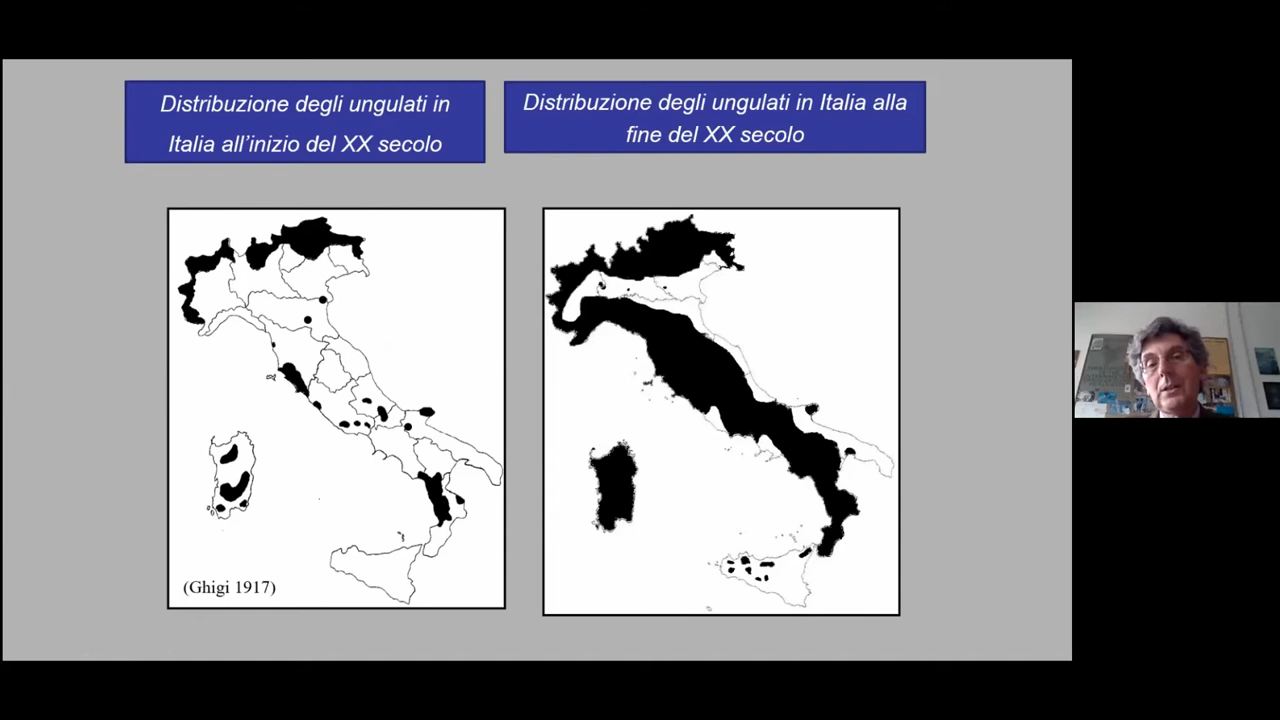 Distribuzione degli ungulati in
Italia all'inizio del XX secolo
Distribuzione degli ungulati in Italia alla
fine del XX secolo
(Ghigi 1917)